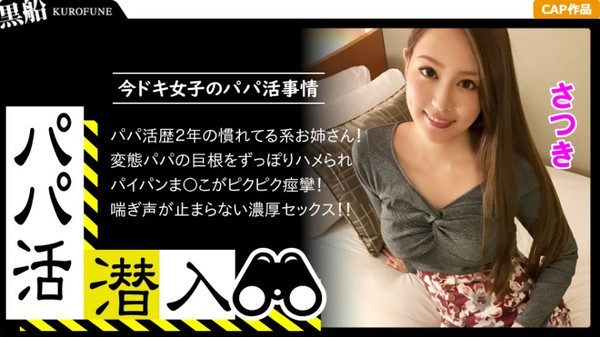 黒船 KUROFUNE
CAP作品
今ドキ女子のパパ活事情
パパ活歴2年の慣れてる系お姉さん!
変態パパの巨根をずっぽりハメられ
パイパンま〇こがピクピク痙攣!
喘ぎ声が止まらない濃厚セックス!!
さつき
パパ活
潜入